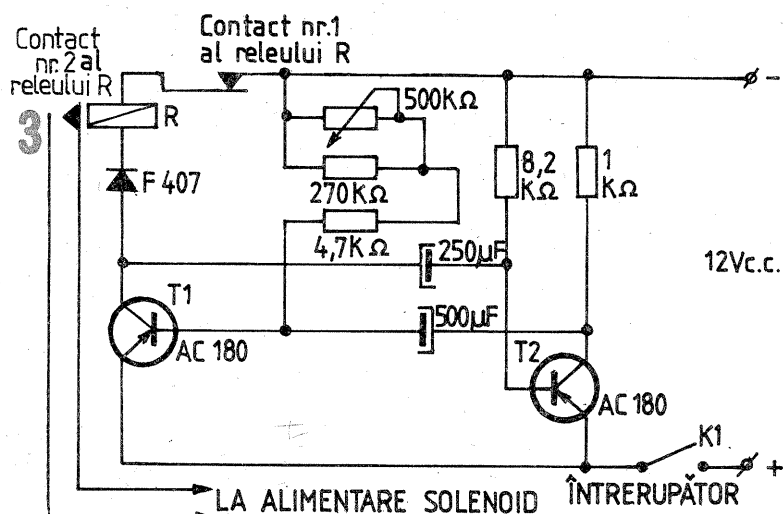 Contact nr.1
al releului R
Contact
nr.2 al
releului R
500KΩ
-
R
3
F 407
8,2
KΩ
1
KΩ
270KΩ
4,7KΩ
250µF
12Vc.c.
T1
500µF
AC 180
T2
AC 180
K1
+
LA ALIMENTARE SOLENOID
ÎNTRERUPĂTOR